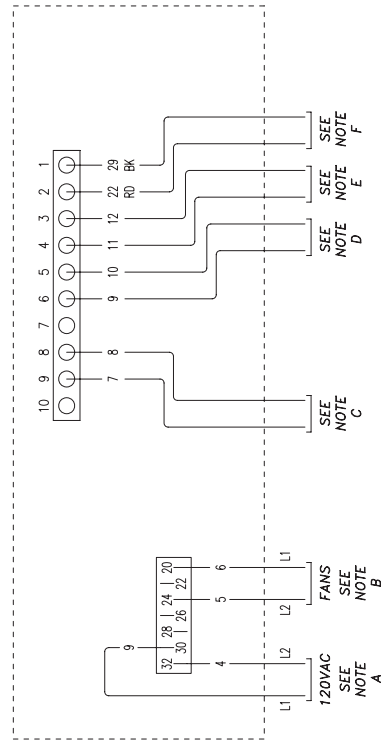 10 9 8 7 6 5 4 3 2 1
7 8 9 10 11 12 22 29
RD BK
9
32 28 24 20
30 26 22
4 5 6
L1 L2 L2 L1
120VAC
SEE
NOTE
A
FANS
SEE
NOTE
B
SEE
NOTE
C
SEE
NOTE
D
SEE
NOTE
E
SEE
NOTE
F